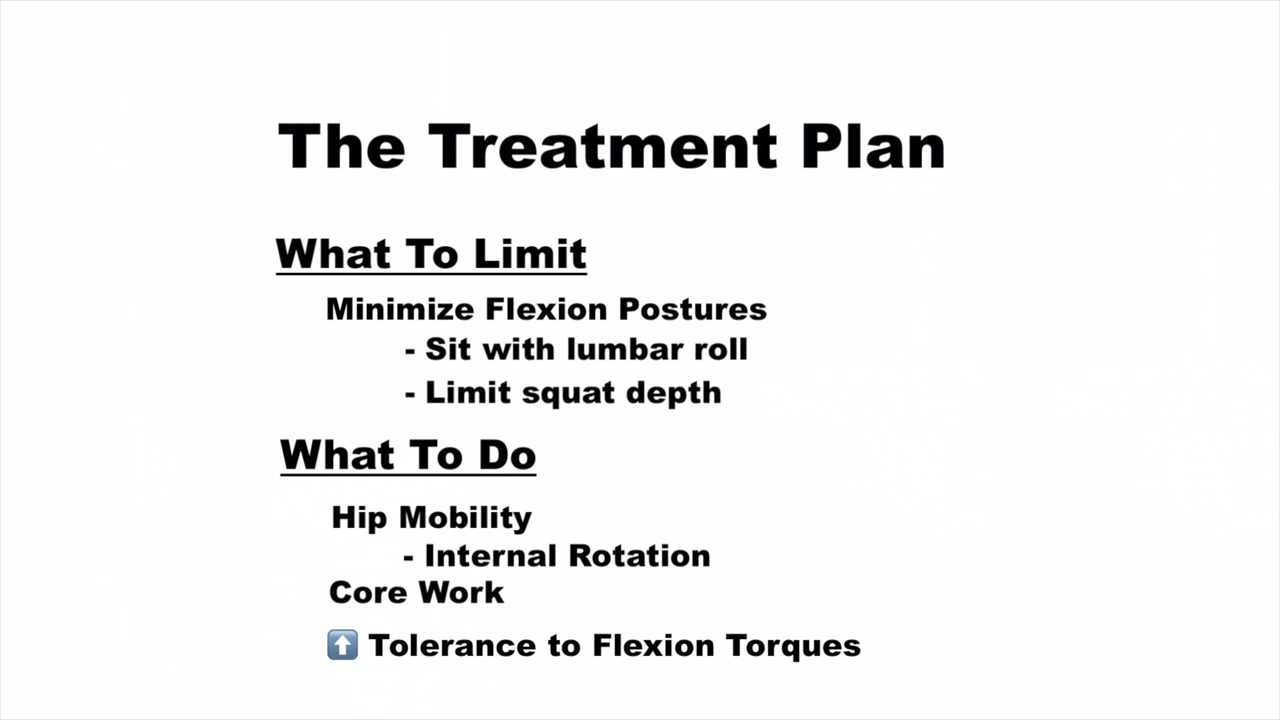 The Treatment Plan
What To Limit
Minimize Flexion Postures
- Sit with lumbar roll
- Limit squat depth
What To Do
Hip Mobility
- Internal Rotation
Core Work
⬆️ Tolerance to Flexion Torques